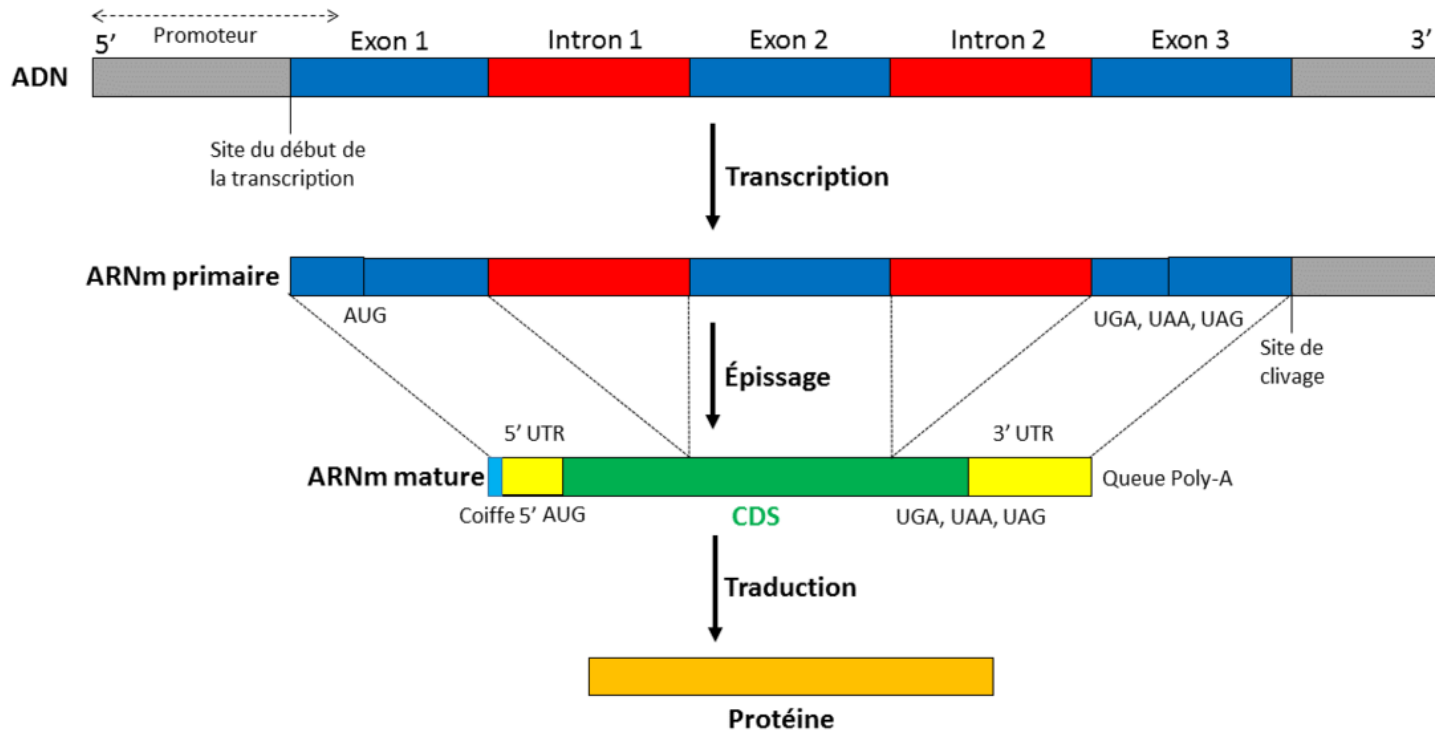 5’ Promoteur Exon 1 Intron 1 Exon 2 Intron 2 Exon 3 3’
ADN
Site du début de
la transcription
Transcription
ARNm primaire
AUG
UGA, UAA, UAG
Site de
clivage
Épissage
5’ UTR
3’ UTR
ARNm mature
Queue Poly-A
Coiffe 5’ AUG
CDS
UGA, UAA, UAG
Traduction
Protéine